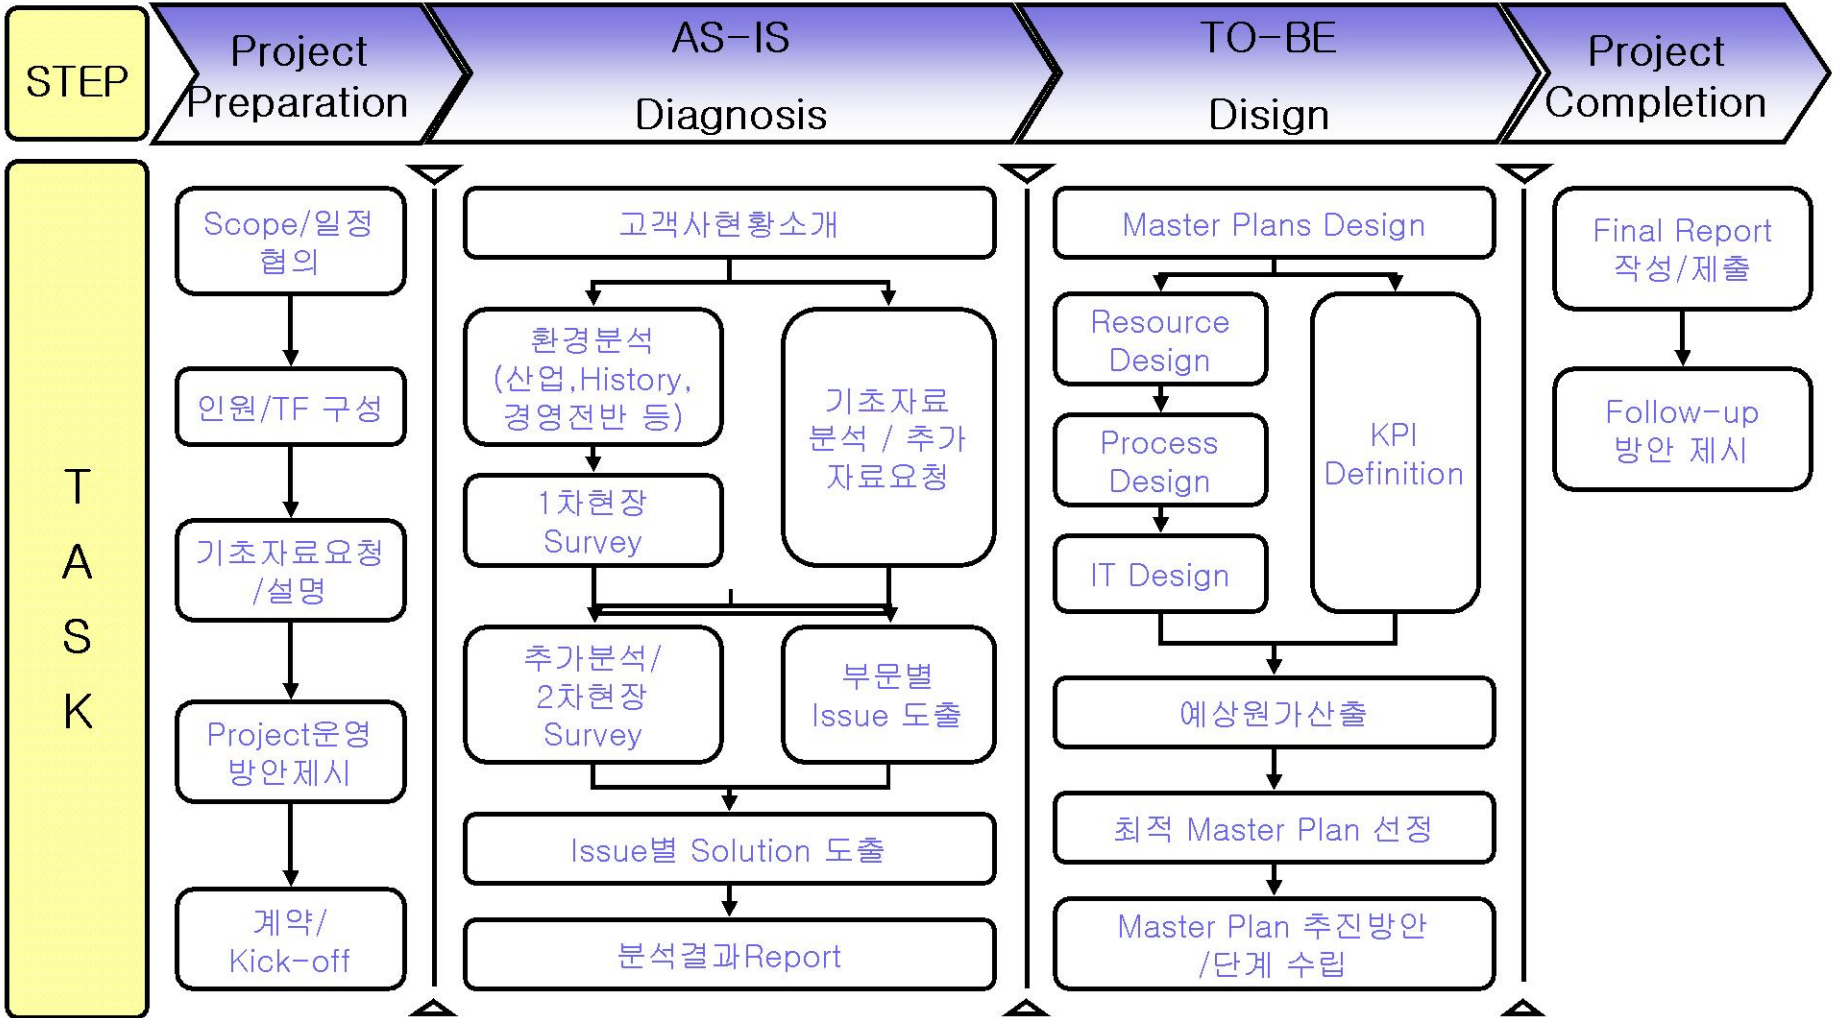 STEP
Project
Preparation
AS-IS
Diagnosis
TO-BE
Disign
Project
Completion
T
A
S
K
Scope/일정
협의
인원/TF 구성
기초자료요청
/설명
Project운영
방안제시
계약/
Kick-off
고객사현황소개
환경분석
(산업,History,
경영전반 등)
1차현장
Survey
기초자료
분석 / 추가
자료요청
추가분석/
2차현장
Survey
부문별
Issue 도출
Issue별 Solution 도출
분석결과Report
Master Plans Design
Resource
Design
Process
Design
IT Design
KPI
Definition
예상원가산출
최적 Master Plan 선정
Master Plan 추진방안
/단계 수립
Final Report
작성/제출
Follow-up
방안 제시